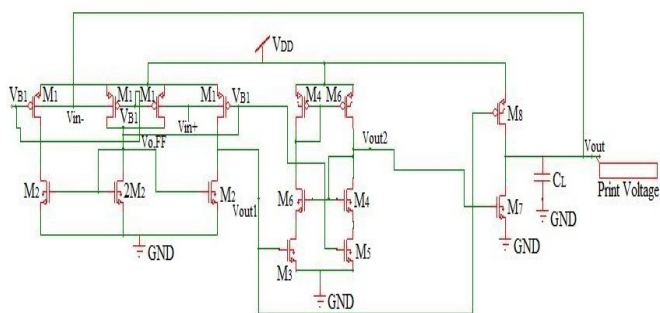 VDD
VB1 M1 M1 M1 M1 VB1 M4 M6
Vin- VB1 Vin+ M8
Vo,FF Vout2 Vout
CL Print Voltage
M2 2M2 M2 Vout1 M6 M4 M7 GND
GND M3 M5 GND
GND